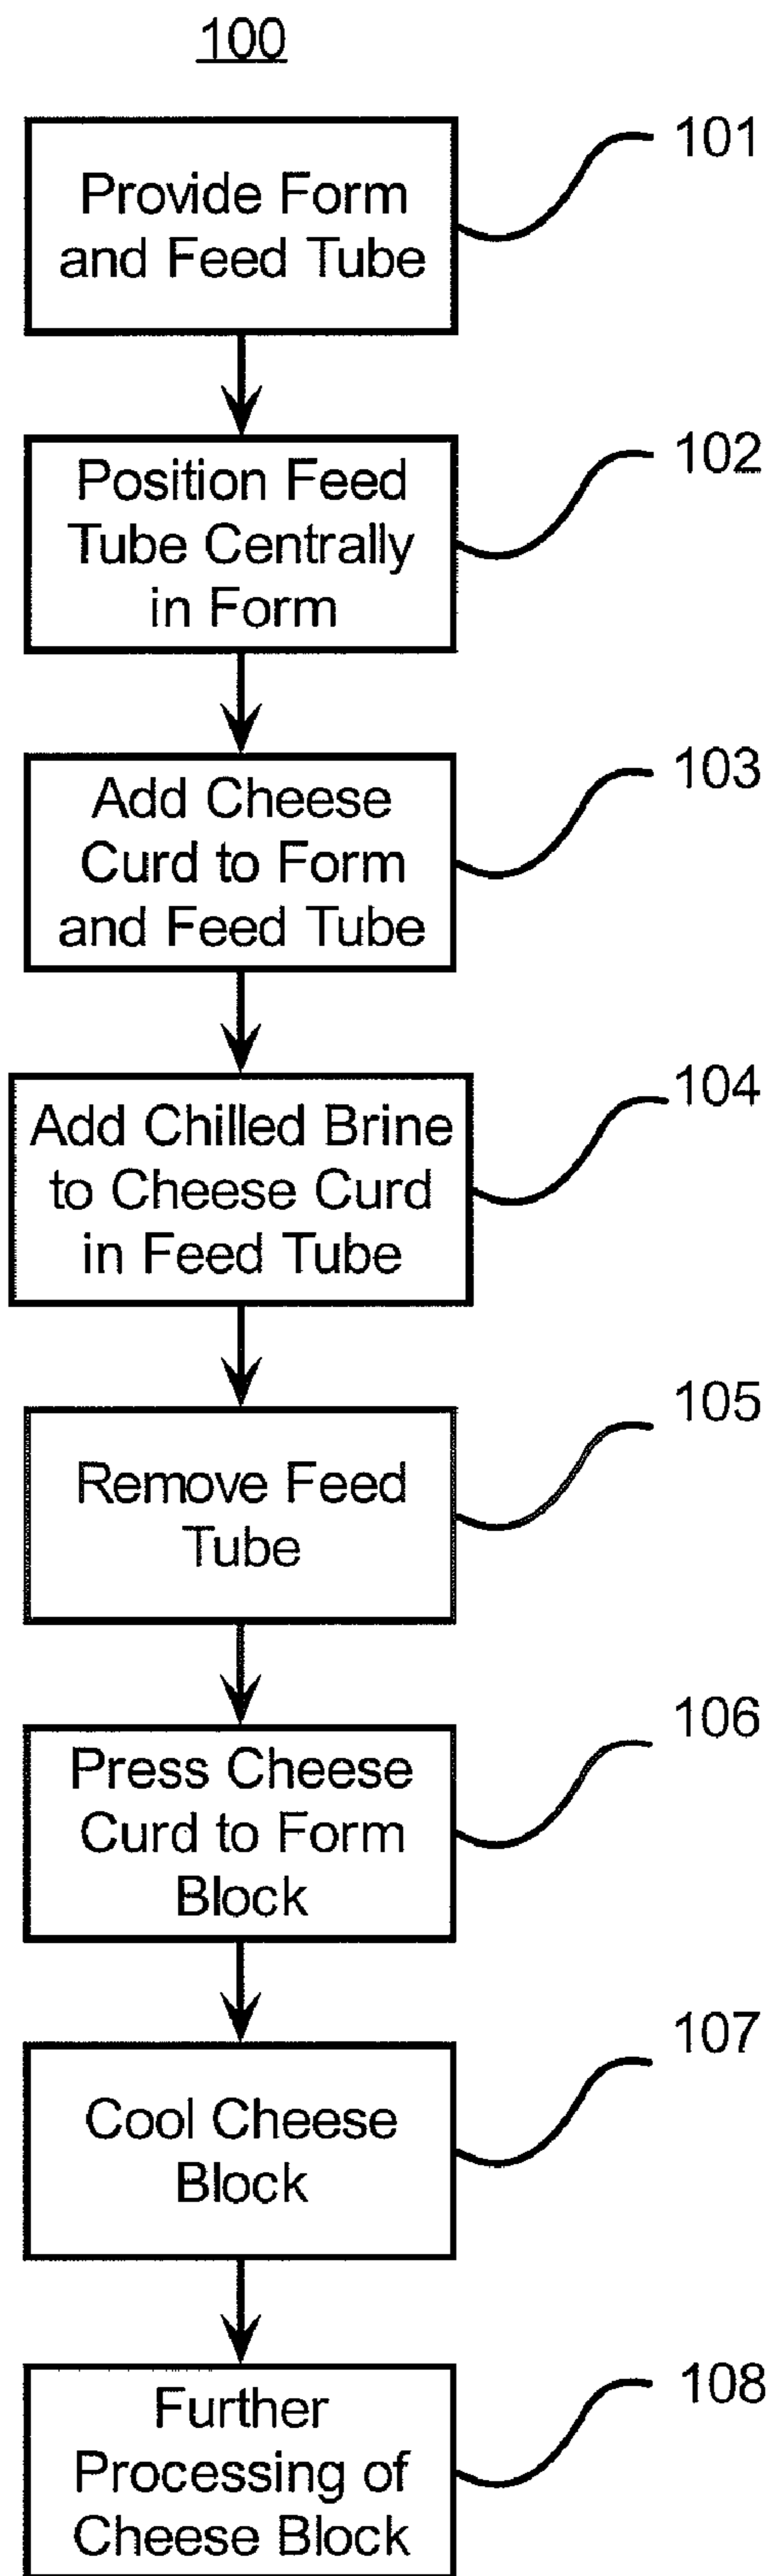 100
Provide Form
and Feed Tube
101
Position Feed
Tube Centrally
in Form
102
Add Cheese
Curd to Form
and Feed Tube
103
Add Chilled Brine
to Cheese Curd
in Feed Tube
104
Remove Feed
Tube
105
Press Cheese
Curd to Form
Block
106
Cool Cheese
Block
107
Further
Processing of
Cheese Block
108